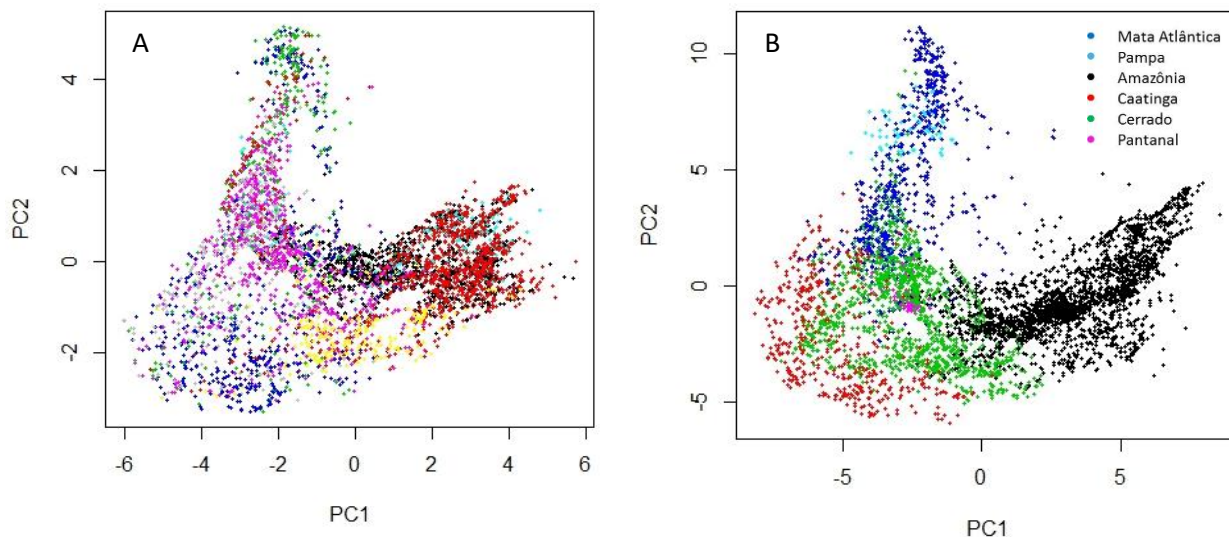 A
4
2
0
-2
PC2
-6
-4
-2
0
2
4
6
PC1
B
Mata Atlântica
Pampa
Amazônia
Caatinga
Cerrado
Pantanal
10
5
0
-5
PC2
-5
0
5
PC1